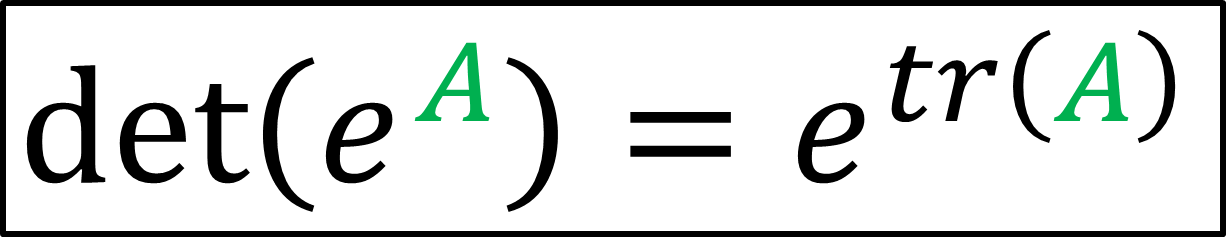 det(e^A) = e^{tr(A)}